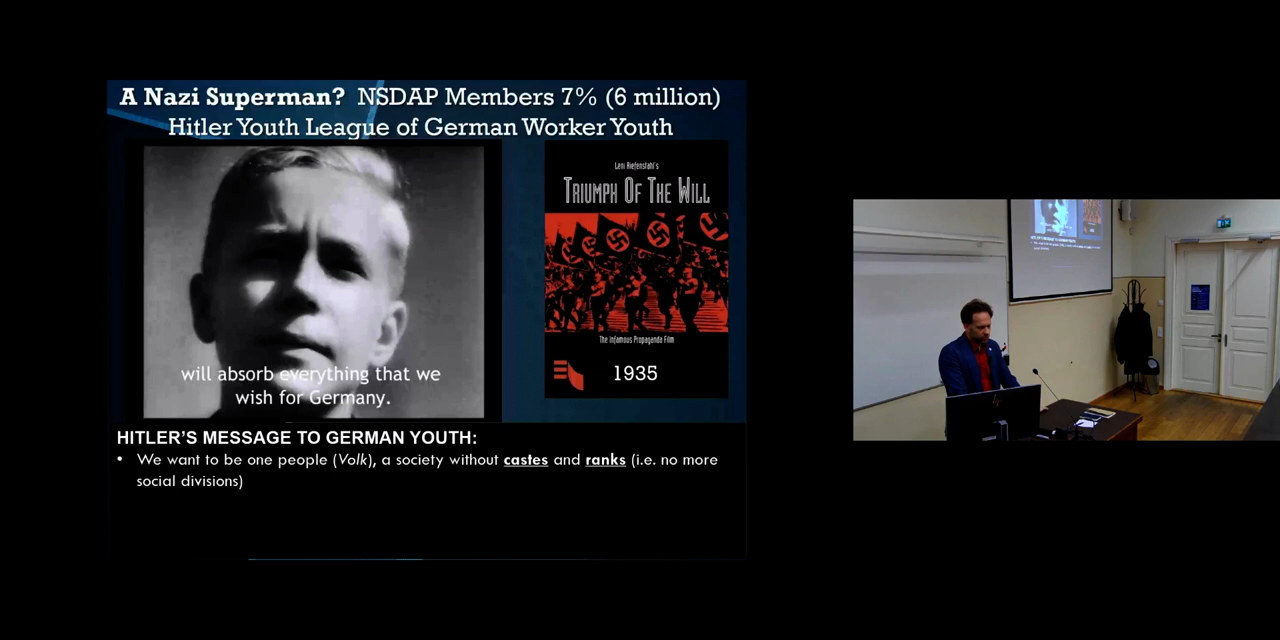 A Nazi Superman? NSDAP Members 7% (6 million)
Hitler Youth League of German Worker Youth
will absorb everything that we
wish for Germany.
Leni Riefenstahl's
TRIUMPH OF THE WILL
The Infamous Propaganda Film
1935
HITLER'S MESSAGE TO GERMAN YOUTH:
• We want to be one people (Volk), a society without castes and ranks (i.e. no more
social divisions)